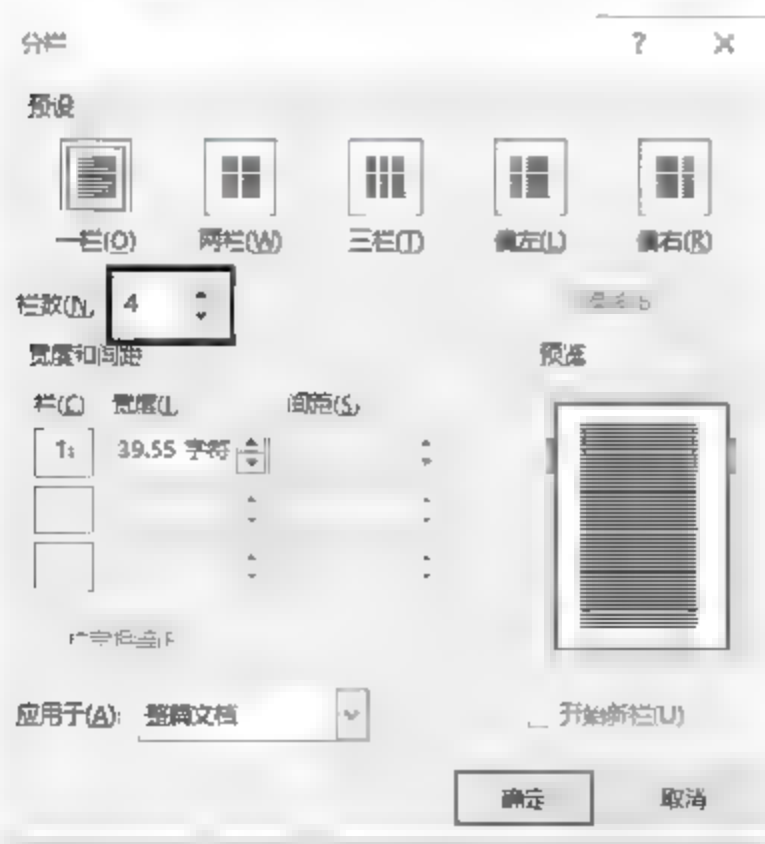 分栏
预设
一栏(O) 两栏(W) 三栏(T) 偏左(L) 偏右(R)
栏数(N) 4
宽度和间距 预览
栏(C) 宽度(I) 间距(S)
1: 39.55 字符
应用于(A): 整篇文档 开始新栏(U)
确定 取消